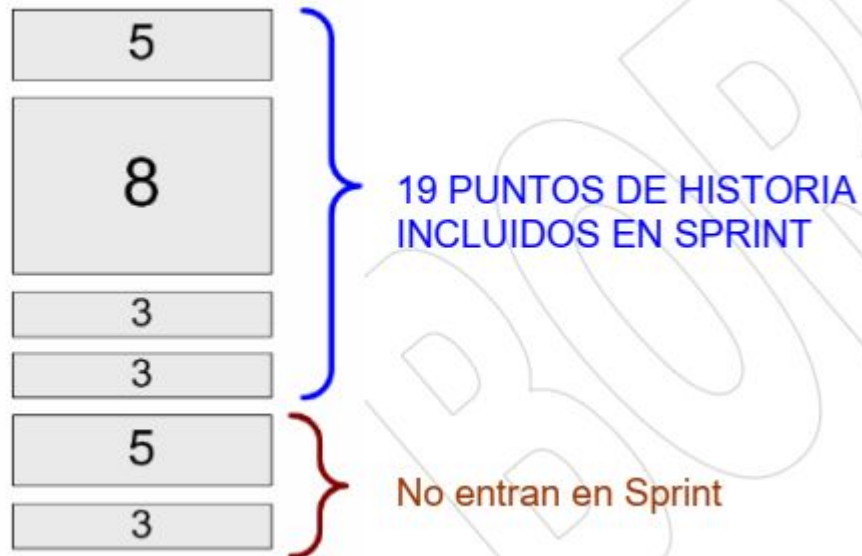 5
8
3
3
19 PUNTOS DE HISTORIA
INCLUIDOS EN SPRINT
5
3
No entran en Sprint